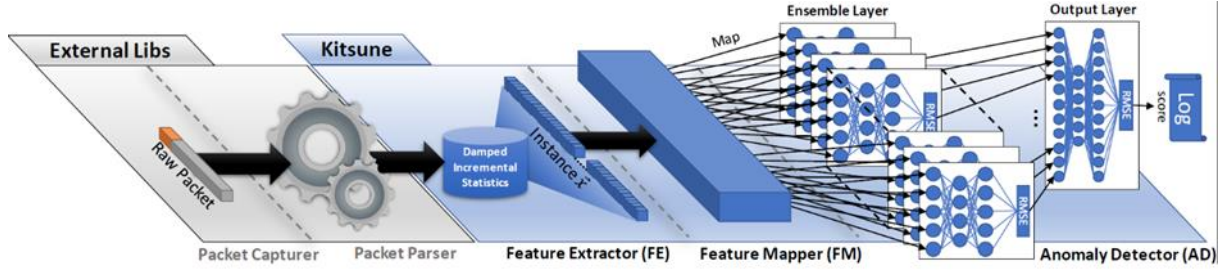 Ensemble Layer
Output Layer
External Libs
Kitsune
Map
Raw Packet
Damped
Incremental
Statistics
Instance x⃗
RMSE
RMSE
RMSE
Log
score
Packet Capturer
Packet Parser
Feature Extractor (FE)
Feature Mapper (FM)
Anomaly Detector (AD)